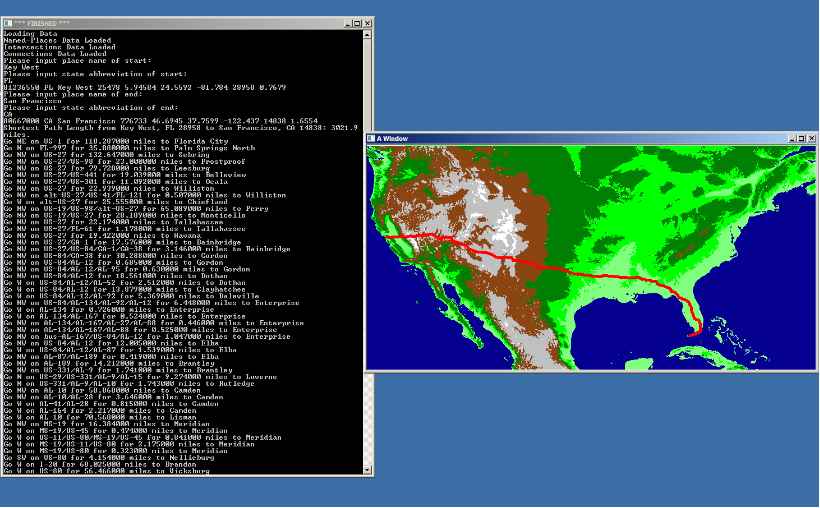 *** FINISHED ***
Loading Data
Named-Places Data Loaded
Intersections Data Loaded
Connections Data Loaded
Please input place name of start:
Key West
Please input state abbreviation of start:
FL
81236550 FL Key West 25478 5.94584 24.5592 -81.784 28958 0.7679
Please input place name of end:
San Francisco
Please input state abbreviation of end:
CA
80667000 CA San Francisco 776733 46.6945 37.7599 -122.437 14838 1.6554
Shortest Path Length from Key West, FL 28958 to San Francisco, CA 14838: 3021.9
miles.
Go NE on US-1 for 118.287000 miles to Florida City
Go N on FL-997 for 35.880000 miles to Palm Springs North
Go NW on US-27 for 132.647000 miles to Sebring
Go NW on US-27/US-98 for 23.000000 miles to Frostproof
Go NW on US-27 for 79.728000 miles to Leesburg
Go NW on US-27/US-441 for 19.039000 miles to Belleview
Go NW on US-27/US-301 for 11.092000 miles to Ocala
Go NW on US-27 for 22.939000 miles to Williston
Go NW on alt-US-27/US-41/FL-121 for 0.507000 miles to Williston
Go W on alt-US-27 for 25.555000 miles to Chiefland
Go NW on US-19/US-98/alt-US-27 for 65.089000 miles to Perry
Go NW on US-19/US-27 for 28.189000 miles to Monticello
Go NW on US-27 for 22.174000 miles to Tallahassee
Go NW on US-27/FL-61 for 1.178000 miles to Tallahassee
Go NW on US-27 for 19.422000 miles to Havana
Go NW on US-27/GA-1 for 17.576000 miles to Bainbridge
Go NW on US-27/US-84/GA-1/GA-38 for 3.146000 miles to Bainbridge
Go NW on US-84/GA-38 for 30.288000 miles to Gordon
Go NW on US-84/AL-12 for 0.685000 miles to Gordon
Go NW on US-84/AL-12/AL-95 for 0.630000 miles to Gordon
Go NW on US-84/AL-12 for 18.561000 miles to Dothan
Go W on US-84/AL-12/AL-52 for 2.512000 miles to Dothan
Go W on US-84/AL-12 for 13.879000 miles to Clayhatchee
Go W on US-84/AL-12/AL-92 for 5.369000 miles to Daleville
Go NW on US-84/AL-134/AL-92/AL-12 for 6.448000 miles to Enterprise
Go W on AL-134 for 0.726000 miles to Enterprise
Go W on AL-134/AL-167 for 0.524000 miles to Enterprise
Go NW on AL-134/AL-167/AL-27/AL-88 for 0.446000 miles to Enterprise
Go NW on AL-134/AL-167/AL-88 for 0.525000 miles to Enterprise
Go NW on bus-AL-167/US-84/AL-12 for 1.047000 miles to Enterprise
Go W on US-84/AL-12 for 12.005000 miles to Elba
Go W on US-84/AL-12/AL-87 for 1.539000 miles to Elba
Go NW on AL-87/AL-189 for 0.419000 miles to Elba
Go NW on AL-189 for 14.212000 miles to Brantley
Go NW on US-331/AL-9 for 1.741000 miles to Brantley
Go N on US-29/US-331/AL-9/AL-15 for 9.274000 miles to Luverne
Go N on US-331/AL-9/AL-10 for 1.743000 miles to Rutledge
Go NW on AL-10 for 58.868000 miles to Camden
Go NW on AL-10/AL-28 for 3.646000 miles to Camden
Go W on AL-41/AL-28 for 0.815000 miles to Camden
Go W on AL-164 for 2.217000 miles to Camden
Go W on AL-10 for 70.568000 miles to Lisman
Go NW on MS-19 for 16.384000 miles to Meridian
Go W on MS-19/US-45 for 0.474000 miles to Meridian
Go W on US-11/US-80/MS-19/US-45 for 0.841000 miles to Meridian
Go W on MS-19/US-11/US-80 for 2.175000 miles to Meridian
Go W on MS-19/US-80 for 0.323000 miles to Meridian
Go SW on US-80 for 4.154000 miles to Nellieburg
Go W on I-20 for 68.025000 miles to Brandon
Go W on US-80 for 56.466000 miles to Vicksburg
A Window